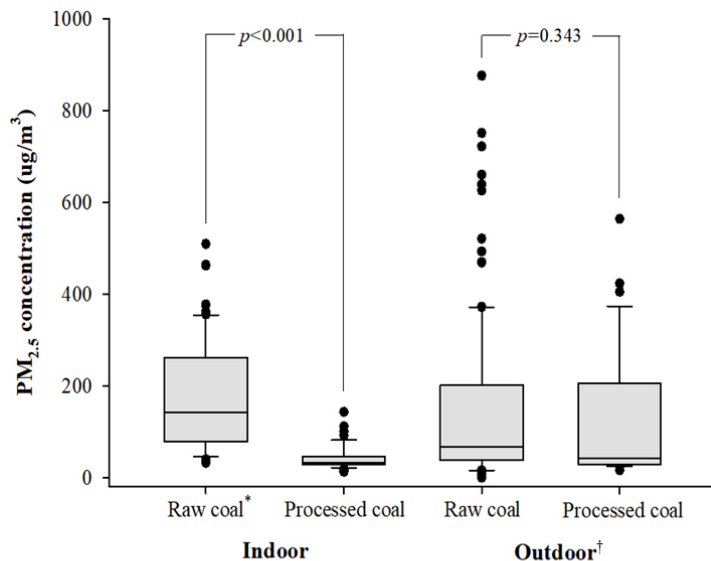 1000
800
600
400
200
0
PM2.5 concentration (ug/m3)
p<0.001
p=0.343
Raw coal*
Processed coal
Raw coal
Processed coal
Indoor
Outdoor†